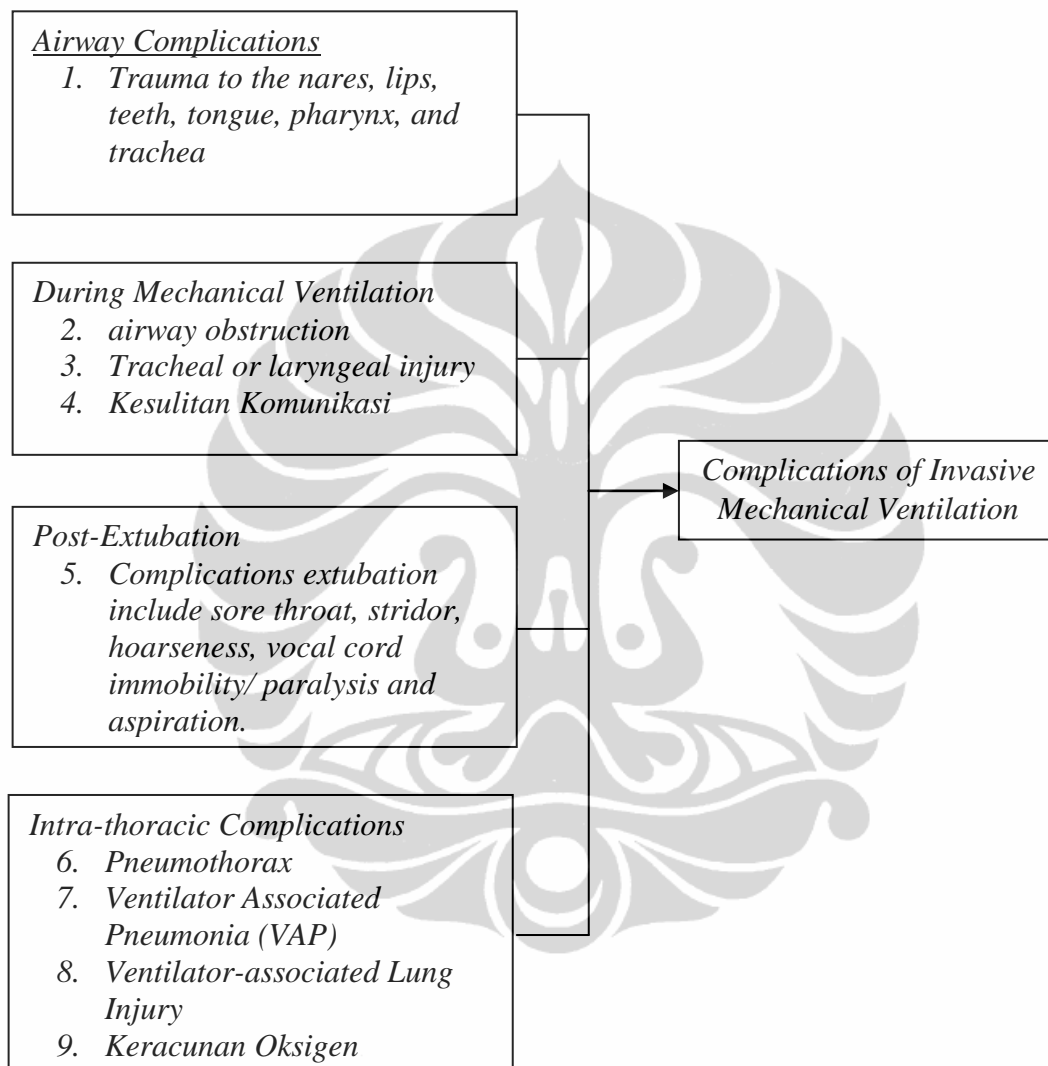 Airway Complications
1. Trauma to the nares, lips,
teeth, tongue, pharynx, and
trachea
During Mechanical Ventilation
2. airway obstruction
3. Tracheal or laryngeal injury
4. Kesulitan Komunikasi
Post-Extubation
5. Complications extubation
include sore throat, stridor,
hoarseness, vocal cord
immobility/ paralysis and
aspiration.
Intra-thoracic Complications
6. Pneumothorax
7. Ventilator Associated
Pneumonia (VAP)
8. Ventilator-associated Lung
Injury
9. Keracunan Oksigen
Complications of Invasive
Mechanical Ventilation